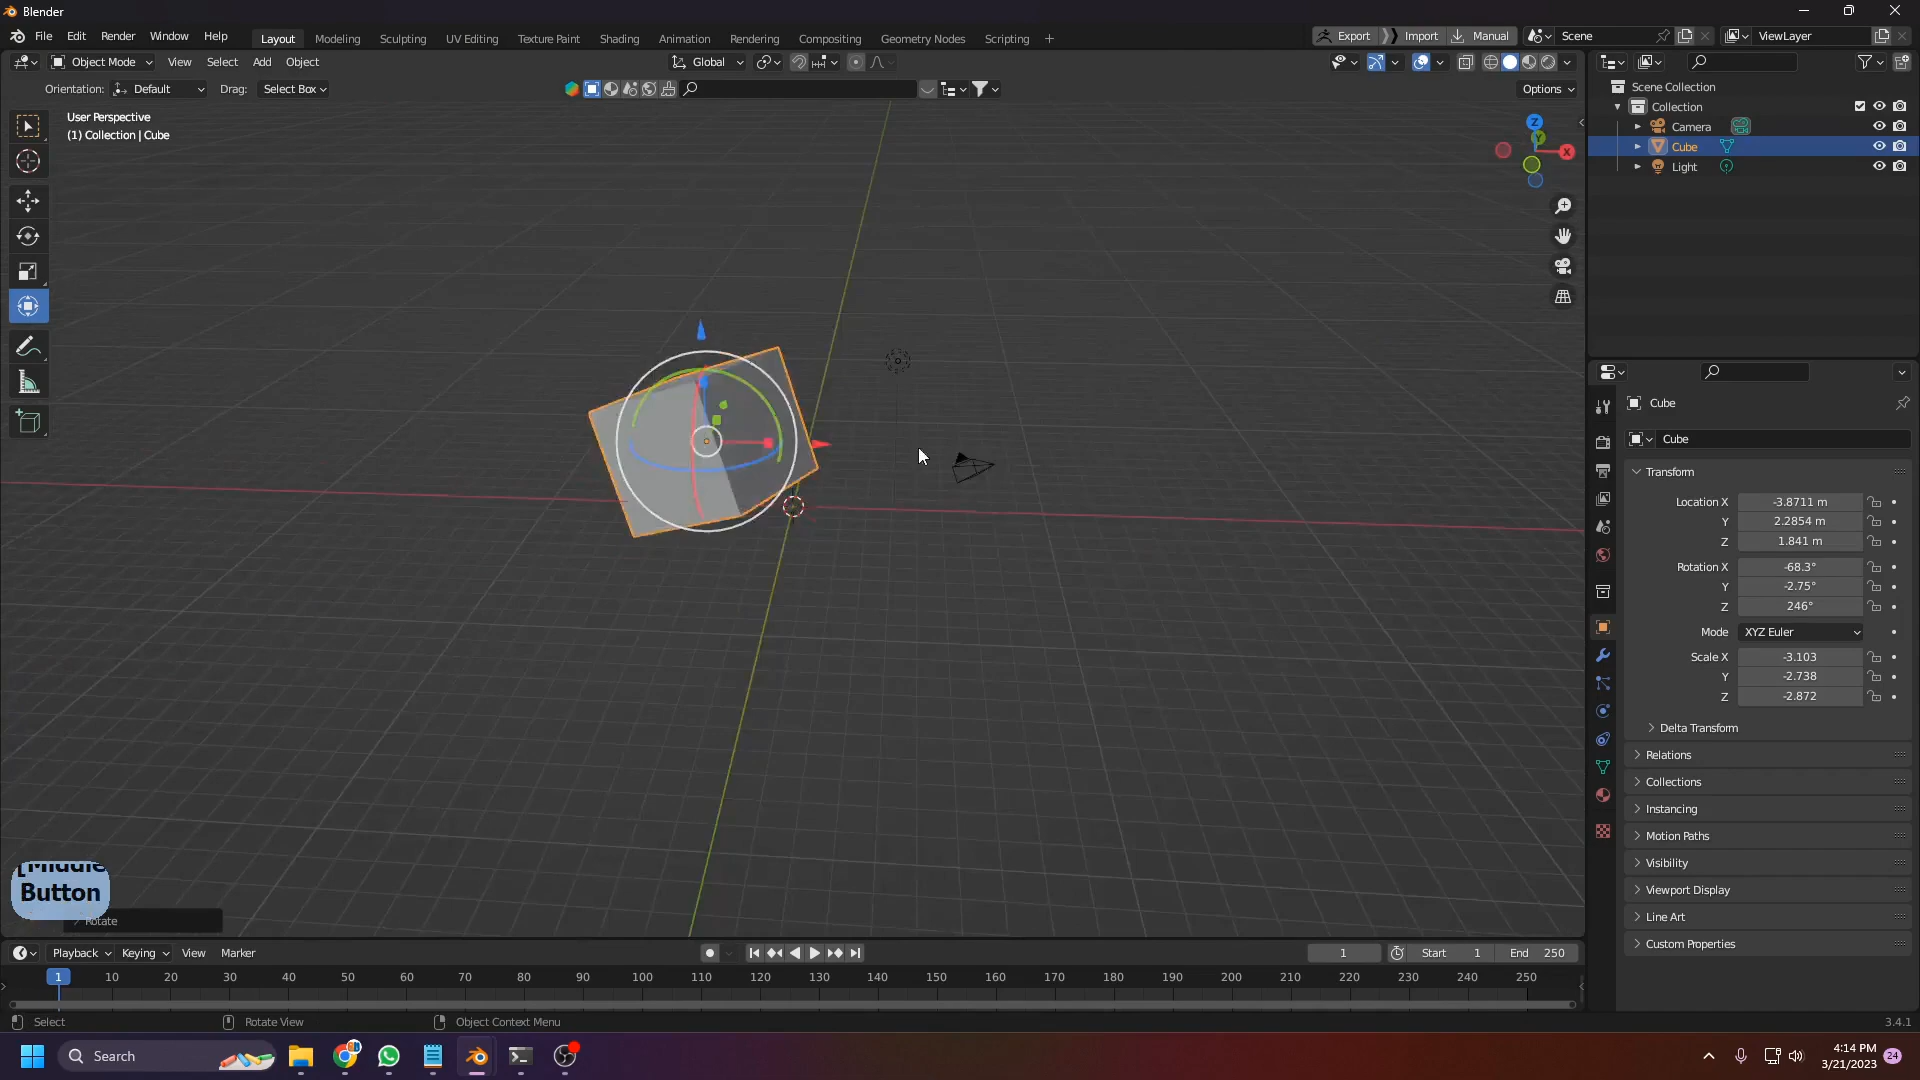 Blender
File Edit Render Window Help Layout Modeling Sculpting UV Editing Texture Paint Shading Animation Rendering Compositing Geometry Nodes Scripting + Export Import Manual Scene ViewLayer
Object Mode View Select Add Object Global
Orientation: Default Drag: Select Box Options
User Perspective
(1) Collection | Cube
Z
Y
X
Scene Collection
Collection
Camera
Cube
Light
Cube
Cube
Transform
Location X -3.8711 m
Y 2.2854 m
Z 1.841 m
Rotation X -68.3°
Y -2.75°
Z 246°
Mode XYZ Euler
Scale X -3.103
Y -2.738
Z -2.872
Delta Transform
Relations
Collections
Instancing
Motion Paths
Visibility
Viewport Display
Line Art
Custom Properties
[Middle
Button
Rotate
Playback Keying View Marker 1 Start 1 End 250
1 10 20 30 40 50 60 70 80 90 100 110 120 130 140 150 160 170 180 190 200 210 220 230 240 250
Select Rotate View Object Context Menu 3.4.1
Search
4:14 PM
3/21/2023
24